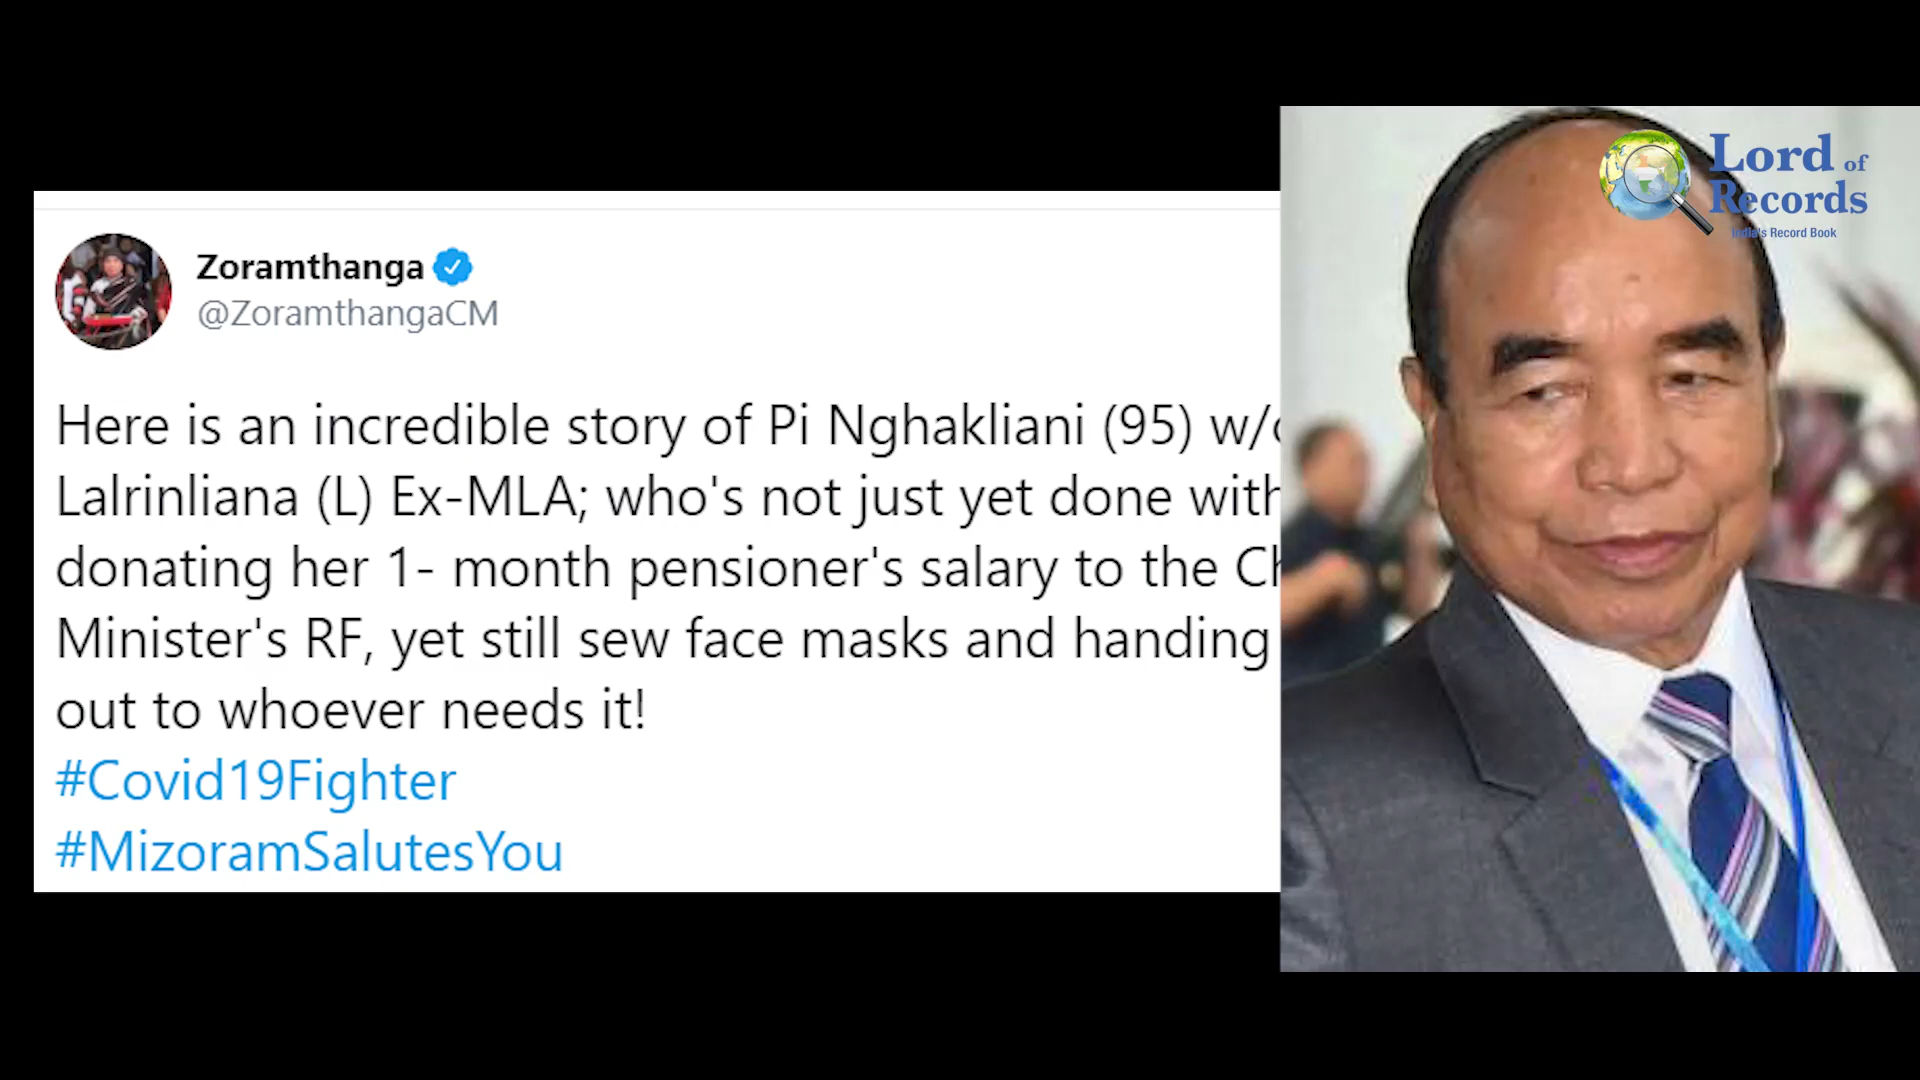 Zoramthanga
@ZoramthangaCM
Here is an incredible story of Pi Nghakliani (95)
Lalrinliana (L) Ex-MLA; who's not just yet done with
donating her 1- month pensioner's salary to the
Minister's RF, yet still sew face masks and handing
out to whoever needs it!
#Covid19Fighter
#MizoramSalutesYou
Lord of
Records
India's Record Book